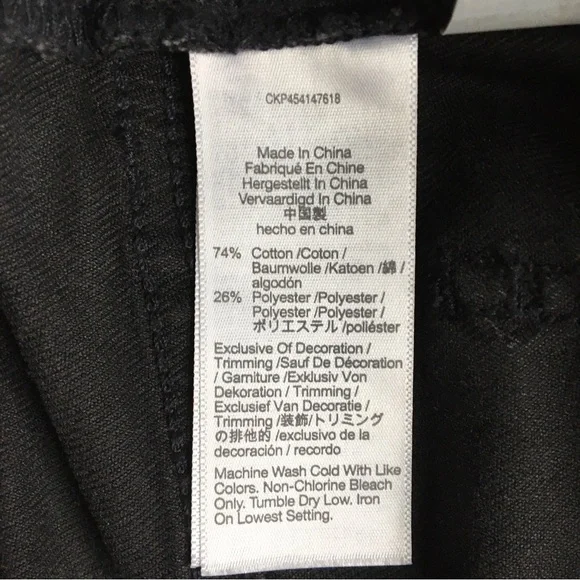 CKP454147618
Made In China
Fabriqué En Chine
Hergestellt In China
Vervaardigd In China
中国製
hecho en china
74% Cotton /Coton /
Baumwolle /Katoen /綿 /
algodón
26% Polyester /Polyester /
Polyester /Polyester /
ポリエステル /poliéster
Exclusive Of Decoration /
Trimming /Sauf De Décoration
/ Garniture /Exklusiv Von
Dekoration / Trimming /
Exclusief Van Decoratie /
Trimming /装飾/トリミング
の排他的 /exclusivo de la
decoración / recordo
Machine Wash Cold With Like
Colors. Non-Chlorine Bleach
Only. Tumble Dry Low. Iron
On Lowest Setting.